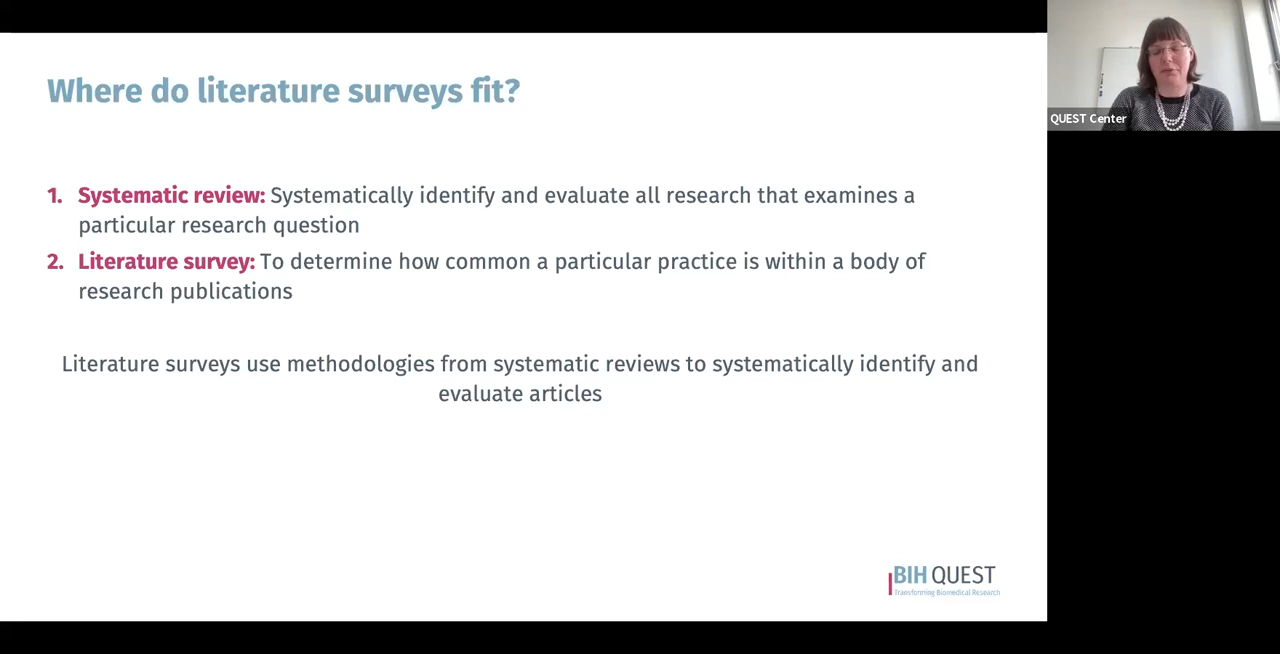 Where do literature surveys fit?
QUEST Center
1. Systematic review: Systematically identify and evaluate all research that examines a
particular research question
2. Literature survey: To determine how common a particular practice is within a body of
research publications
Literature surveys use methodologies from systematic reviews to systematically identify and
evaluate articles
BIH QUEST
Transforming Biomedical Research